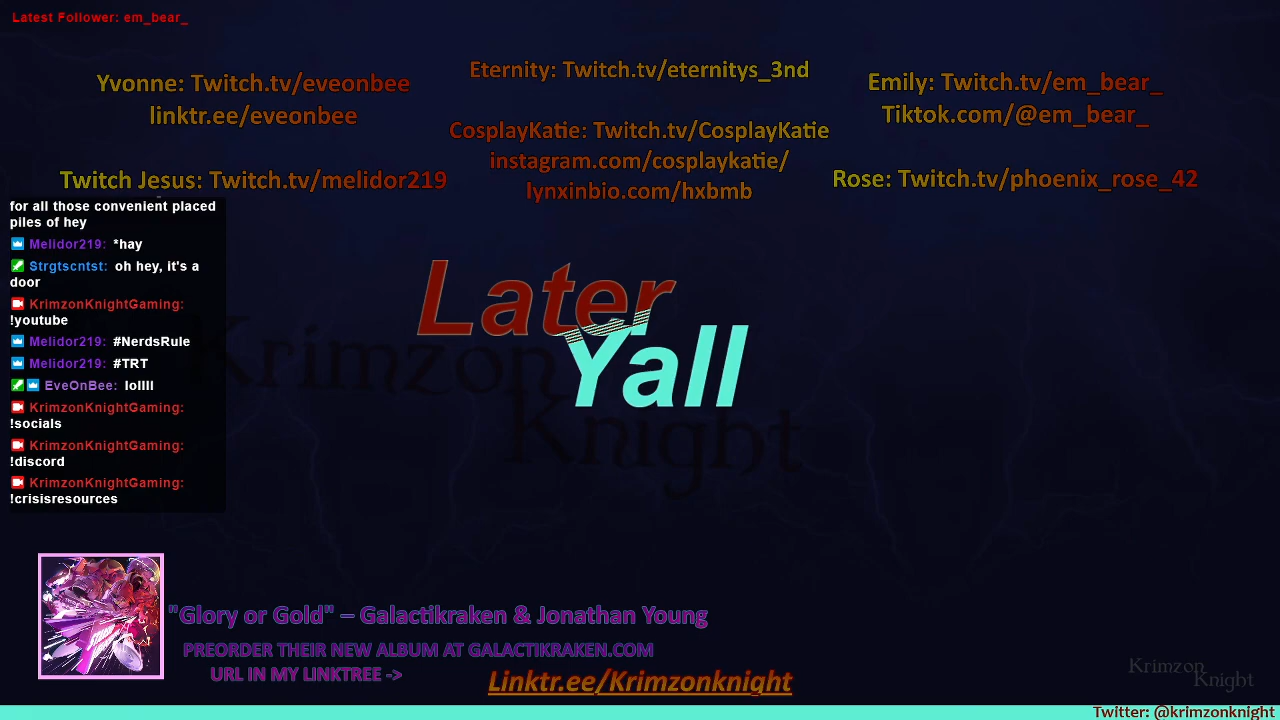 Latest Follower: em_bear_
Yvonne: Twitch.tv/eveonbee
linktr.ee/eveonbee
Eternity: Twitch.tv/eternitys_3nd
Emily: Twitch.tv/em_bear_
Tiktok.com/@em_bear_
CosplayKatie: Twitch.tv/CosplayKatie
instagram.com/cosplaykatie/
lynxinbio.com/hxbmb
Twitch Jesus: Twitch.tv/melidor219
Rose: Twitch.tv/phoenix_rose_42
for all those convenient placed
piles of hey
Melidor219: *hay
Strgtscntst: oh hey, it's a
door
KrimzonKnightGaming:
!youtube
Melidor219: #NerdsRule
Melidor219: #TRT
EveOnBee: lollll
KrimzonKnightGaming:
!socials
KrimzonKnightGaming:
!discord
KrimzonKnightGaming:
!crisisresources
Later
Yall
Krimzon
Knight
"Glory or Gold" – Galactikraken & Jonathan Young
PREORDER THEIR NEW ALBUM AT GALACTIKRAKEN.COM
URL IN MY LINKTREE ->
Linktr.ee/Krimzonknight
Krimzon
Knight
Twitter: @krimzonknight